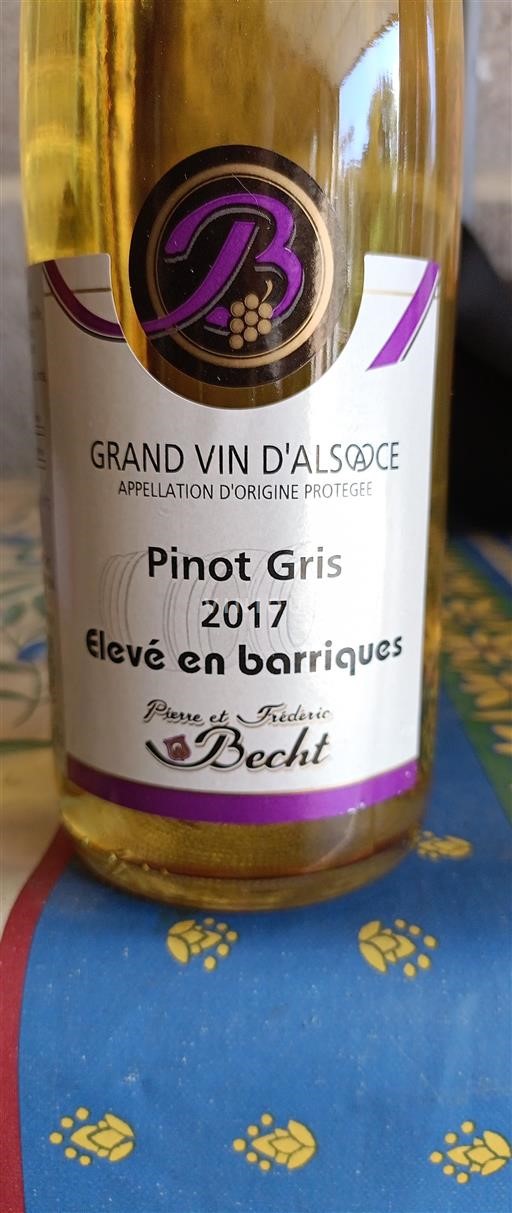 B
GRAND VIN D'ALSACE
APPELLATION D'ORIGINE PROTEGEE
Pinot Gris
2017
Elevé en barriques
Pierre et Frédéric
Becht